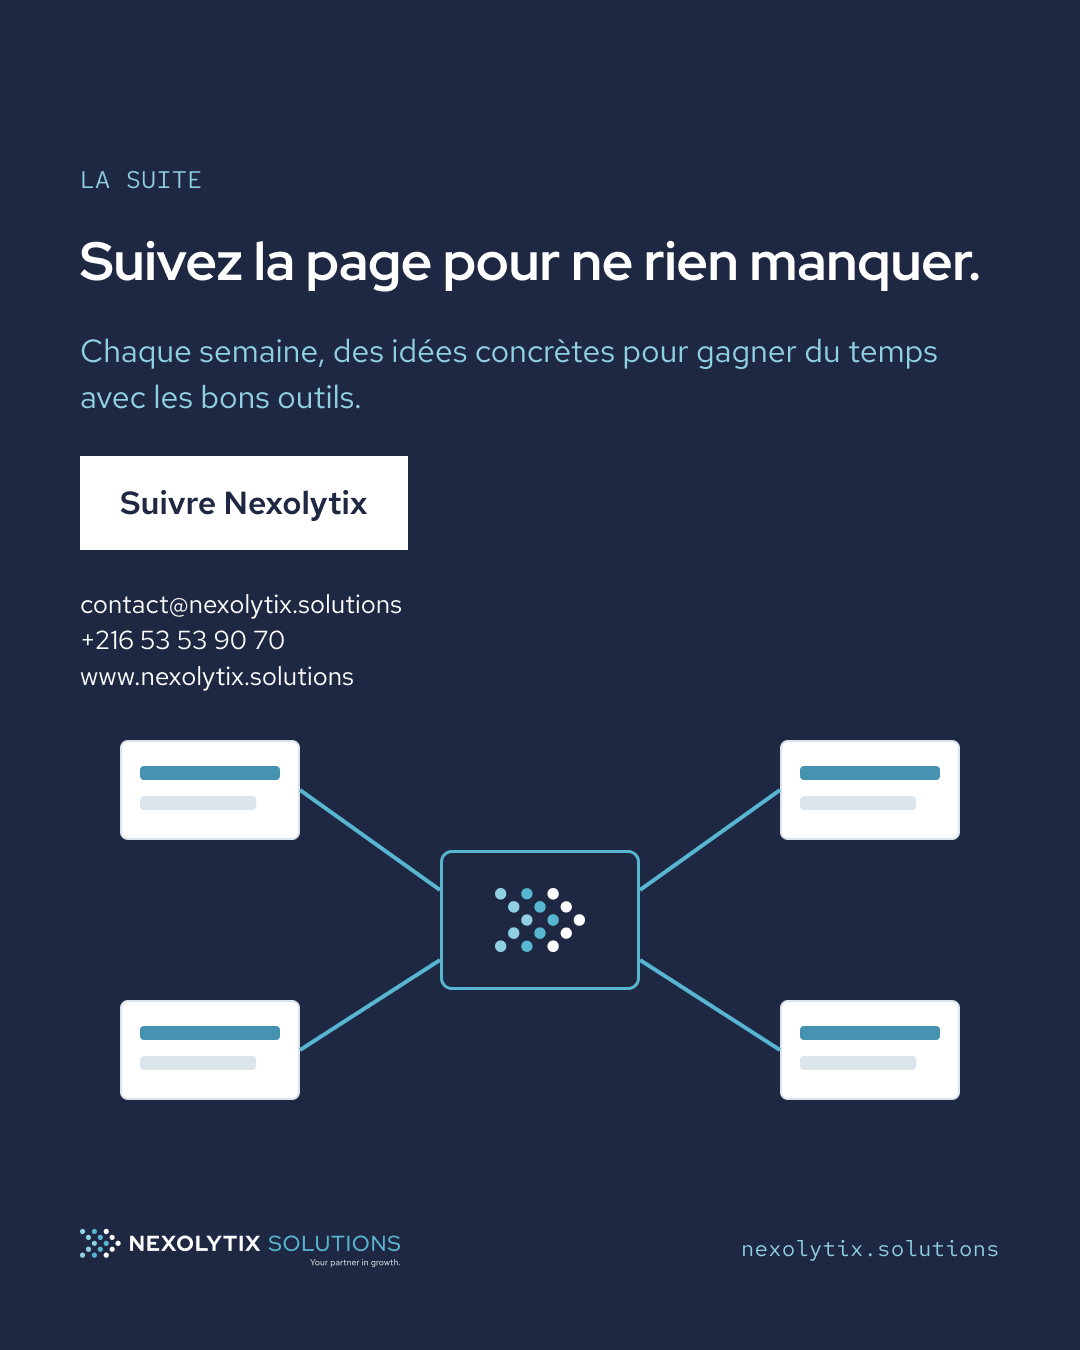 LA SUITE
Suivez la page pour ne rien manquer.
Chaque semaine, des idées concrètes pour gagner du temps
avec les bons outils.
Suivre Nexolytix
contact@nexolytix.solutions
+216 53 53 90 70
www.nexolytix.solutions
NEXOLYTIX SOLUTIONS
Your partner in growth.
nexolytix.solutions